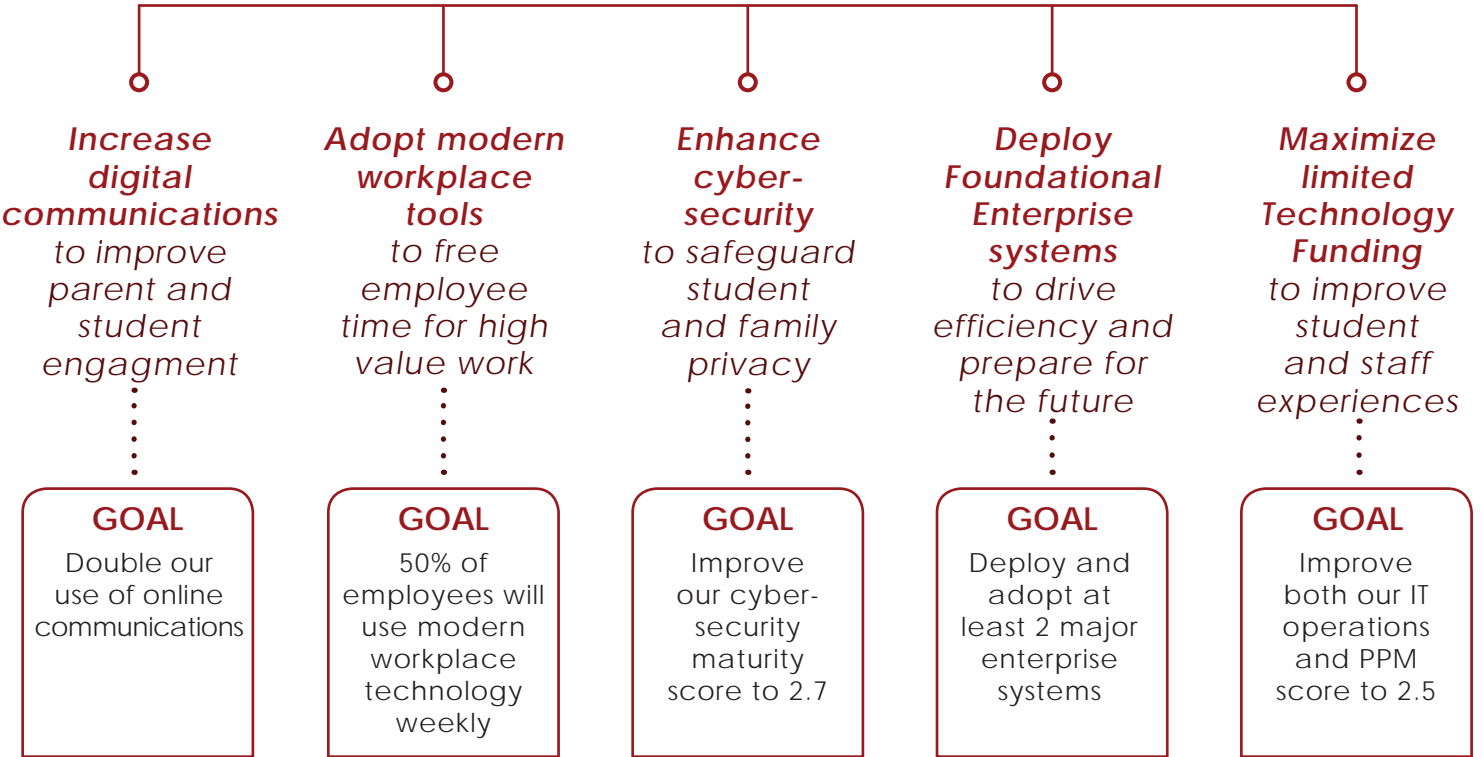 Increase
digital
communications
to improve
parent and
student
engagment
Adopt modern
workplace
tools
to free
employee
time for high
value work
Enhance
cyber-
security
to safeguard
student
and family
privacy
Deploy
Foundational
Enterprise
systems
to drive
efficiency and
prepare for
the future
Maximize
limited
Technology
Funding
to improve
student
and staff
experiences
GOAL
Double our
use of online
communications
GOAL
50% of
employees will
use modern
workplace
technology
weekly
GOAL
Improve
our cyber-
security
maturity
score to 2.7
GOAL
Deploy and
adopt at
least 2 major
enterprise
systems
GOAL
Improve
both our IT
operations
and PPM
score to 2.5